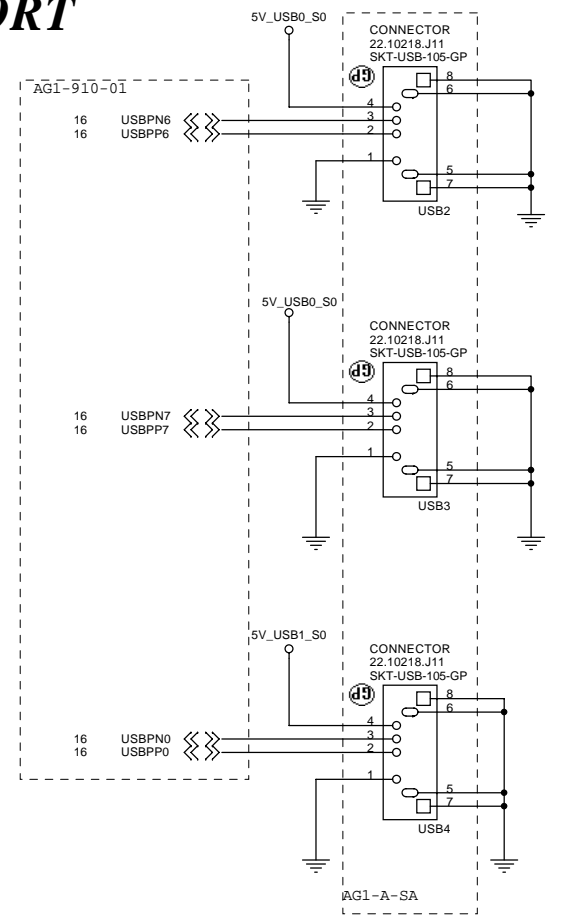 ORT
5V_USB0_S0
CONNECTOR
22.10218.J11
SKT-USB-105-GP
GP
AG1-910-01
8
6
4
16 USBPN6 3
16 USBPP6 2
1
5
7
USB2
5V_USB0_S0
CONNECTOR
22.10218.J11
SKT-USB-105-GP
GP
8
6
4
16 USBPN7 3
16 USBPP7 2
1
5
7
USB3
5V_USB1_S0
CONNECTOR
22.10218.J11
SKT-USB-105-GP
GP
8
6
4
16 USBPN0 3
16 USBPP0 2
1
5
7
USB4
AG1-A-SA